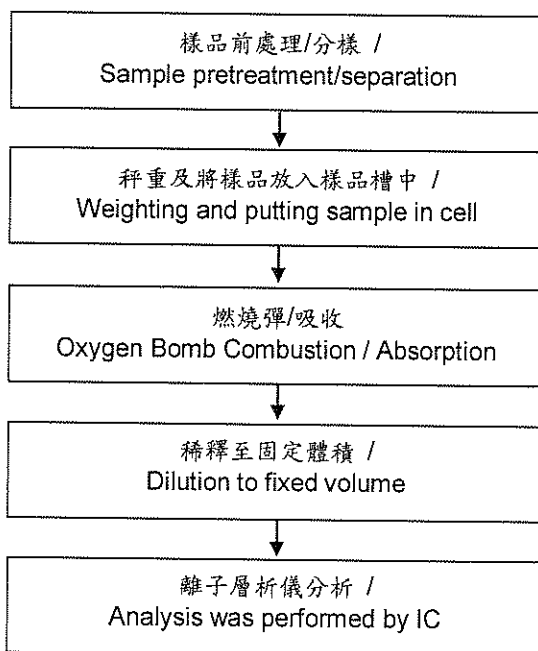 樣品前處理/分樣 /
Sample pretreatment/separation
秤重及將樣品放入樣品槽中 /
Weighting and putting sample in cell
燃燒彈/吸收
Oxygen Bomb Combustion / Absorption
稀釋至固定體積 /
Dilution to fixed volume
離子層析儀分析 /
Analysis was performed by IC